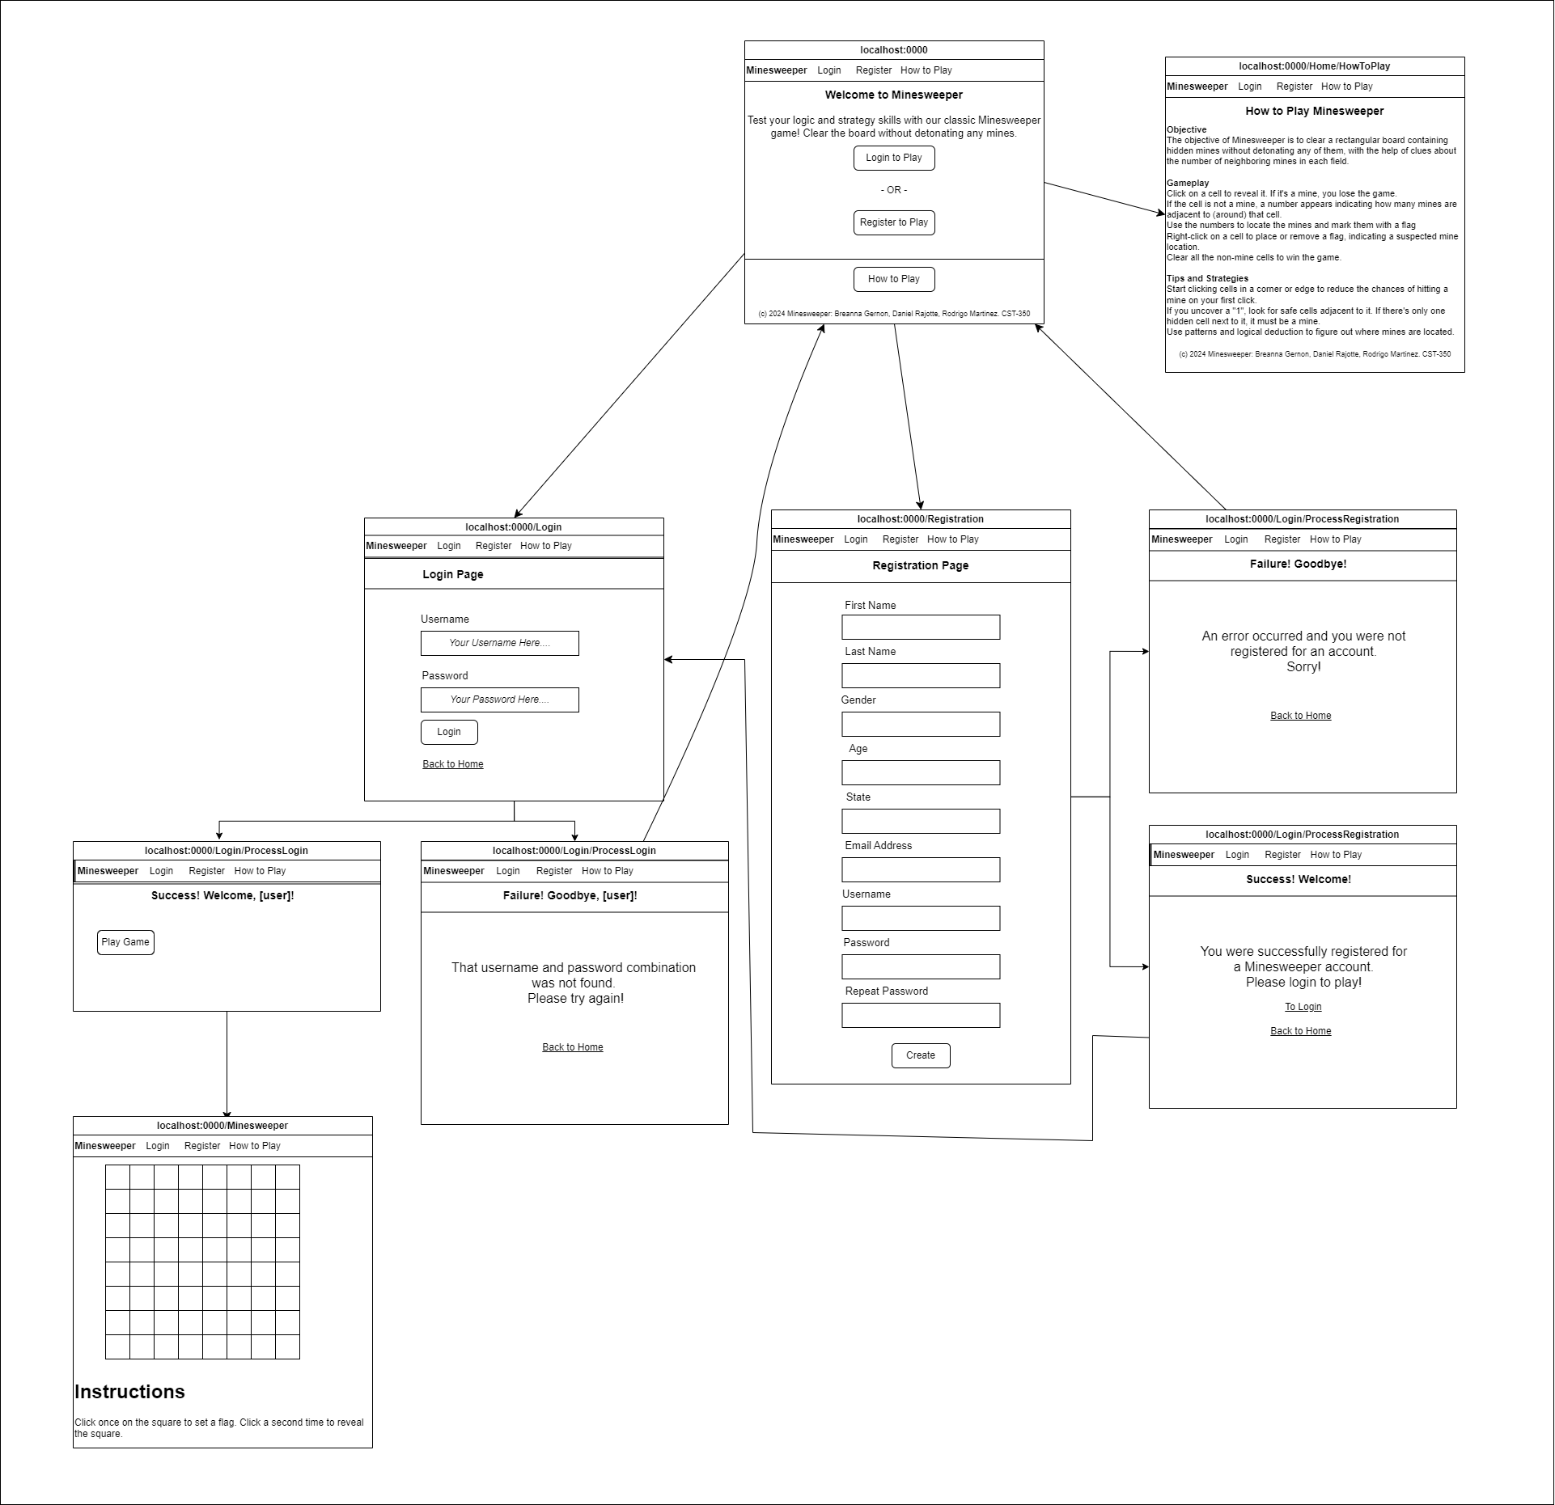 localhost:0000
Minesweeper Login Register How to Play
Welcome to Minesweeper
Test your logic and strategy skills with our classic Minesweeper
game! Clear the board without detonating any mines.
Login to Play
- OR -
Register to Play
How to Play
(c) 2024 Minesweeper: Breanna Gernon, Daniel Rajotte, Rodrigo Martinez. CST-350
localhost:0000/Home/HowToPlay
Minesweeper Login Register How to Play
How to Play Minesweeper
Objective
The objective of Minesweeper is to clear a rectangular board containing
hidden mines without detonating any of them, with the help of clues about
the number of neighboring mines in each field.
Gameplay
Click on a cell to reveal it. If it's a mine, you lose the game.
If the cell is not a mine, a number appears indicating how many mines are
adjacent to (around) that cell.
Use the numbers to locate the mines and mark them with a flag
Right-click on a cell to place or remove a flag, indicating a suspected mine
location.
Clear all the non-mine cells to win the game.
Tips and Strategies
Start clicking cells in a corner or edge to reduce the chances of hitting a
mine on your first click.
If you uncover a "1", look for safe cells adjacent to it. If there's only one
hidden cell next to it, it must be a mine.
Use patterns and logical deduction to figure out where mines are located.
(c) 2024 Minesweeper: Breanna Gernon, Daniel Rajotte, Rodrigo Martinez. CST-350
localhost:0000/Login
Minesweeper Login Register How to Play
Login Page
Username
Your Username Here....
Password
Your Password Here....
Login
Back to Home
localhost:0000/Registration
Minesweeper Login Register How to Play
Registration Page
First Name
Last Name
Gender
Age
State
Email Address
Username
Password
Repeat Password
Create
localhost:0000/Login/ProcessRegistration
Minesweeper Login Register How to Play
Failure! Goodbye!
An error occurred and you were not
registered for an account.
Sorry!
Back to Home
localhost:0000/Login/ProcessLogin
Minesweeper Login Register How to Play
Success! Welcome, [user]!
Play Game
localhost:0000/Login/ProcessLogin
Minesweeper Login Register How to Play
Failure! Goodbye, [user]!
That username and password combination
was not found.
Please try again!
Back to Home
localhost:0000/Login/ProcessRegistration
Minesweeper Login Register How to Play
Success! Welcome!
You were successfully registered for
a Minesweeper account.
Please login to play!
To Login
Back to Home
localhost:0000/Minesweeper
Minesweeper Login Register How to Play
Instructions
Click once on the square to set a flag. Click a second time to reveal
the square.